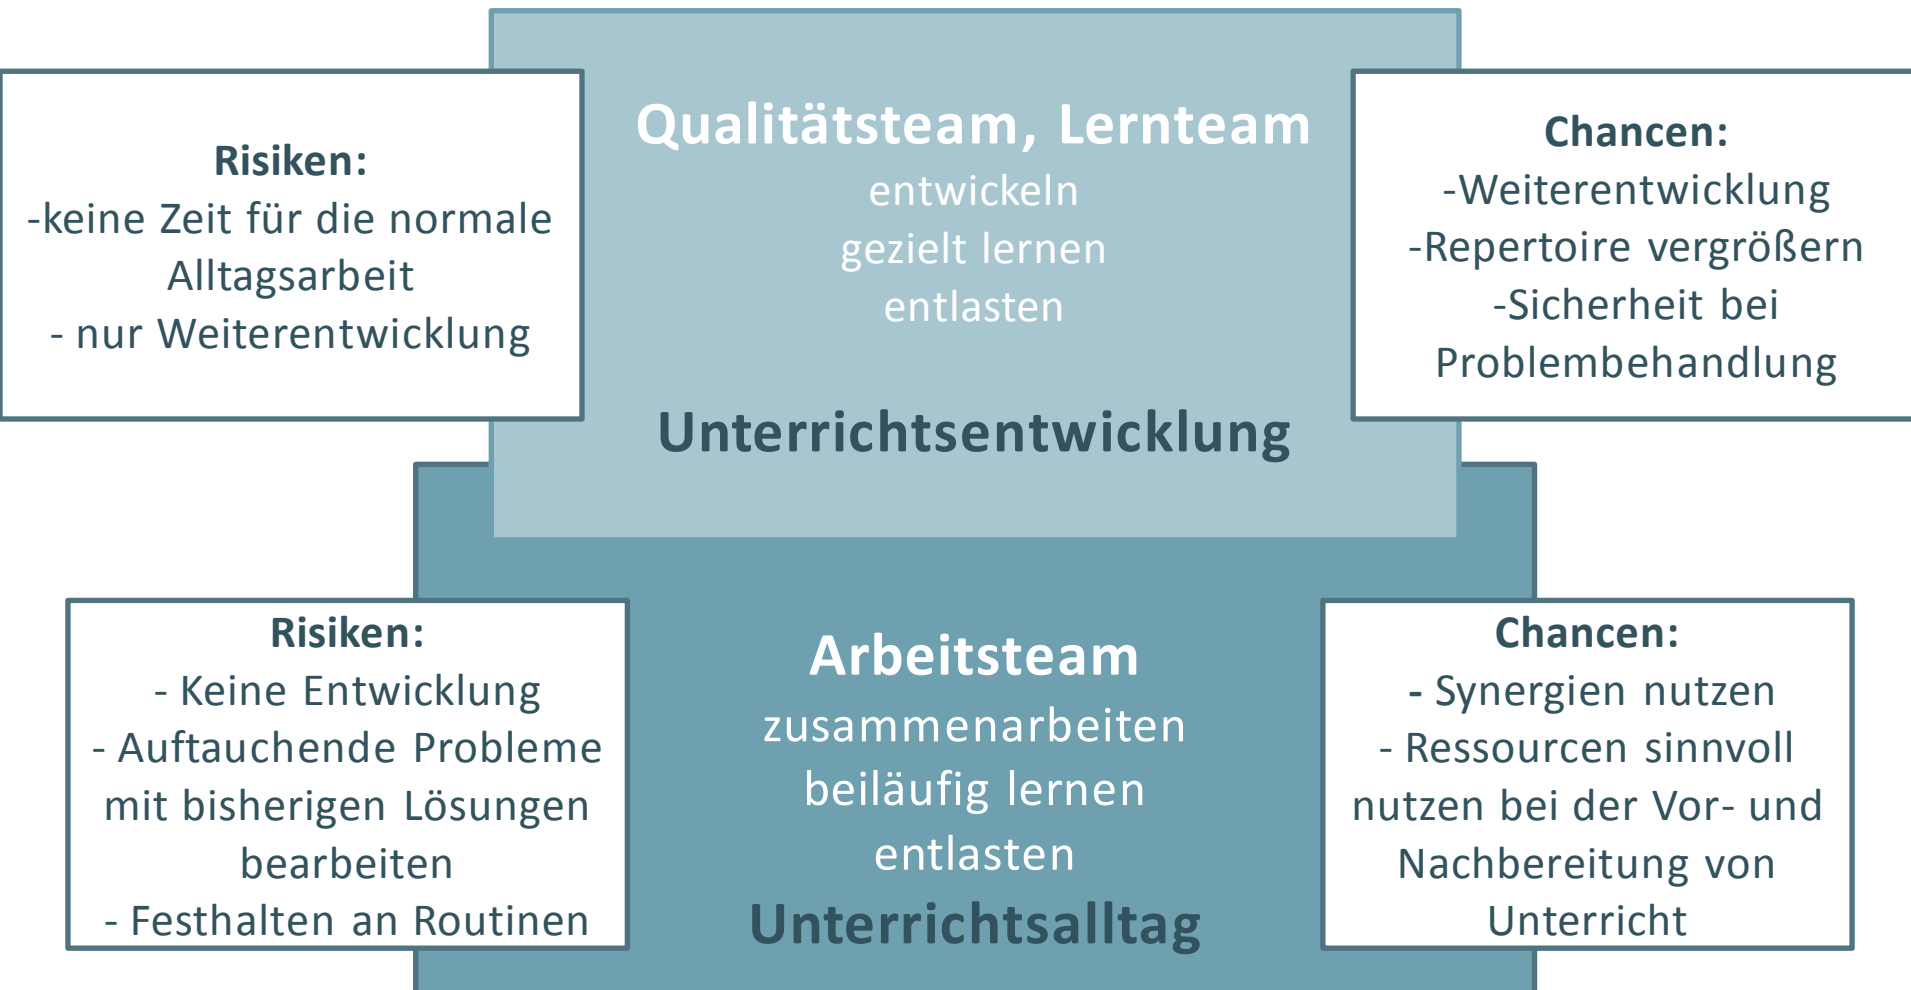 Risiken:
-keine Zeit für die normale
Alltagsarbeit
- nur Weiterentwicklung
Qualitätsteam, Lernteam
entwickeln
gezielt lernen
entlasten
Unterrichtsentwicklung
Chancen:
-Weiterentwicklung
-Repertoire vergrößern
-Sicherheit bei
Problembehandlung
Risiken:
- Keine Entwicklung
- Auftauchende Probleme
mit bisherigen Lösungen
bearbeiten
- Festhalten an Routinen
Arbeitsteam
zusammenarbeiten
beiläufig lernen
entlasten
Unterrichtsalltag
Chancen:
- Synergien nutzen
- Ressourcen sinnvoll
nutzen bei der Vor- und
Nachbereitung von
Unterricht